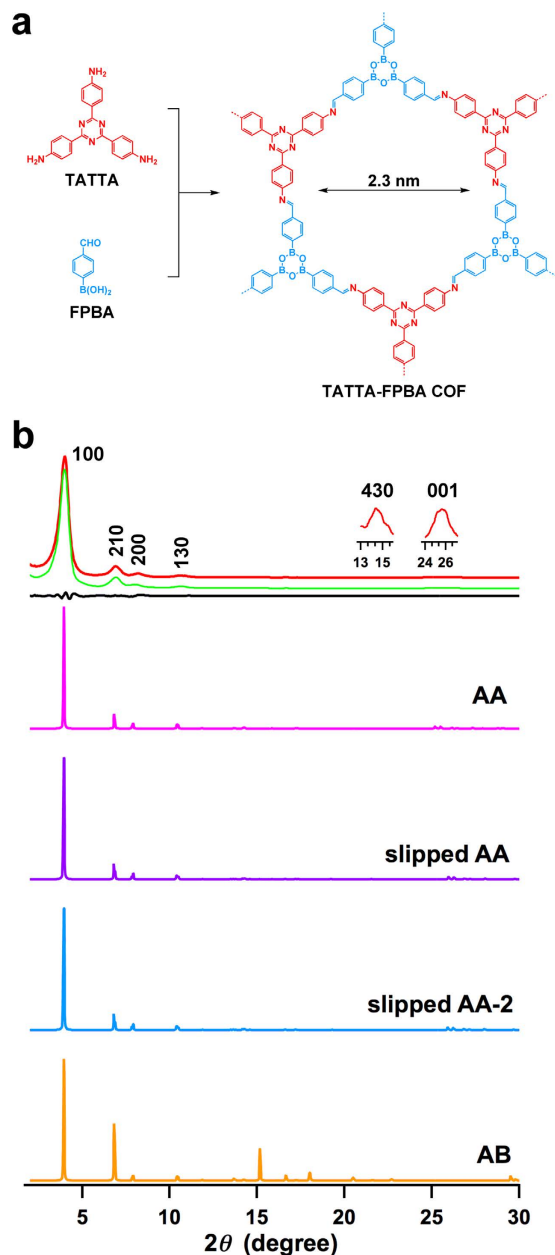 a
NH₂
N N
N
H₂N NH₂
TATTA
CHO
B(OH)₂
FPBA
2.3 nm
TATTA-FPBA COF
b
100
210
200
130
430
001
13 15
24 26
AA
slipped AA
slipped AA-2
AB
5 10 15 20 25 30
2θ (degree)